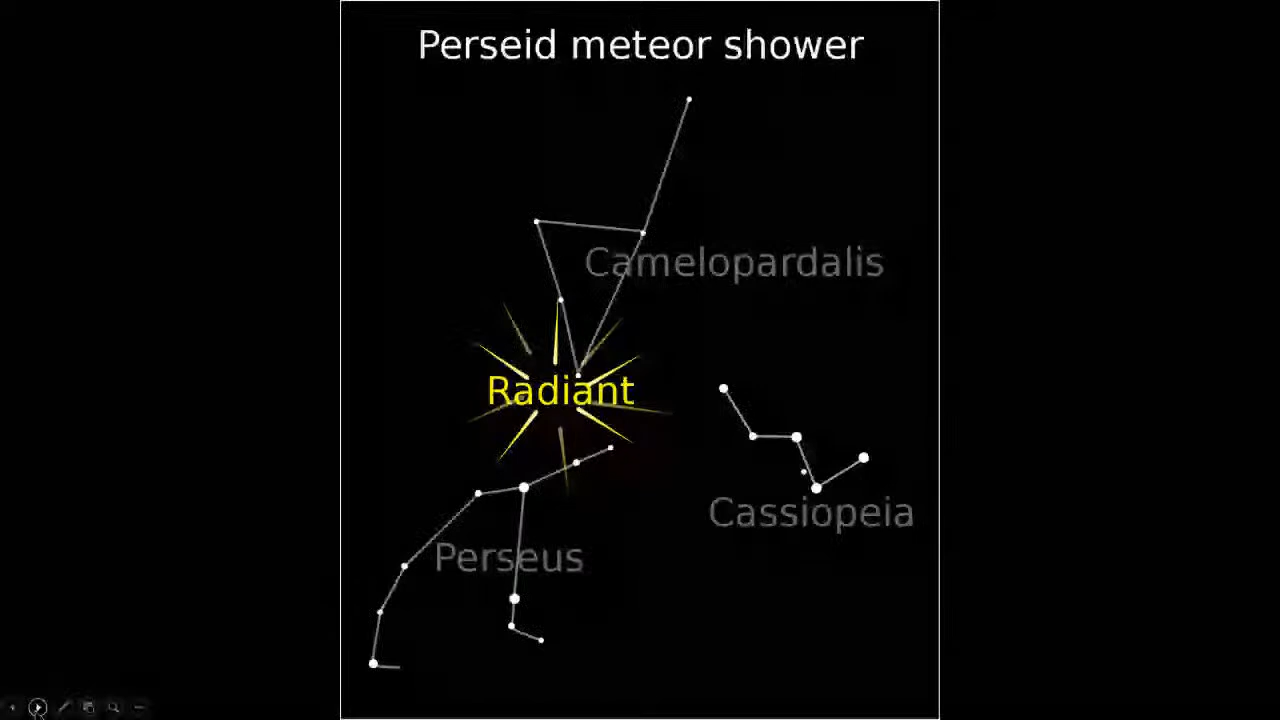 Perseid meteor shower
Camelopardalis
Radiant
Cassiopeia
Perseus